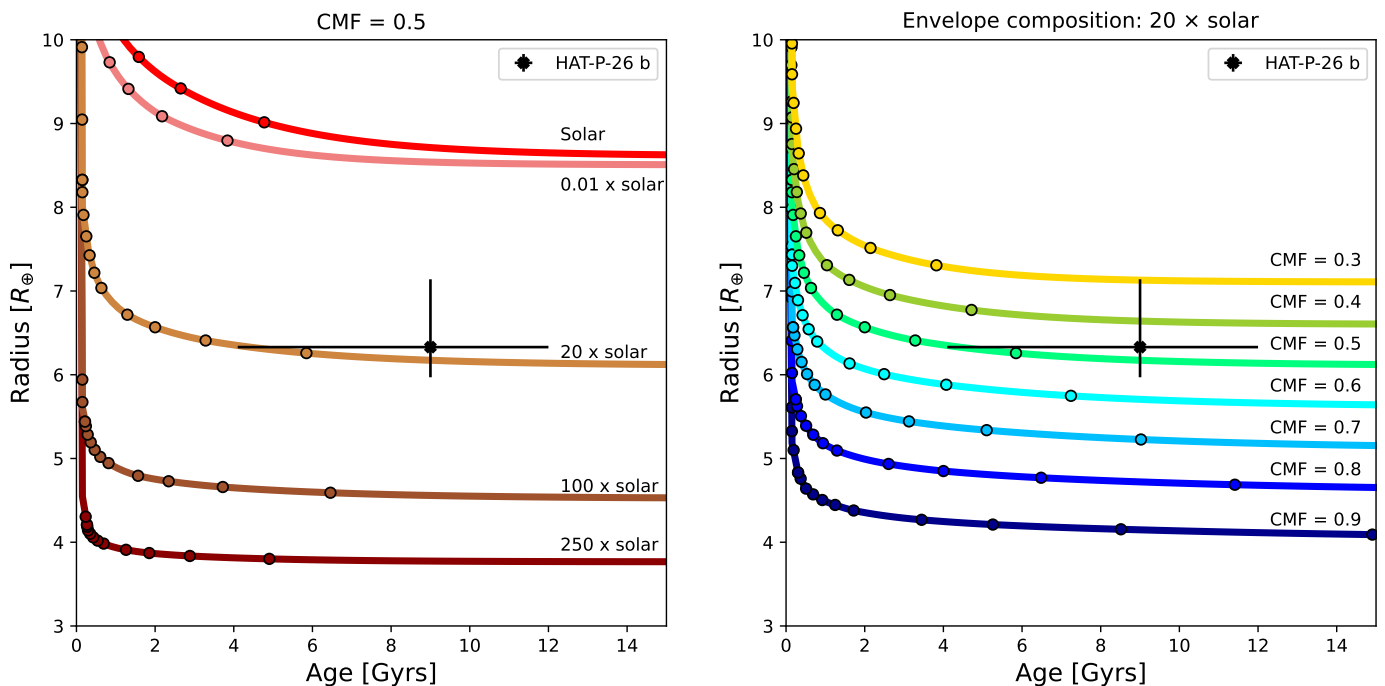 CMF = 0.5
10
9
8
7
6
5
4
3
0
2
4
6
8
10
12
14
Radius [R⊕]
Age [Gyrs]
HAT-P-26 b
Solar
0.01 x solar
20 x solar
100 x solar
250 x solar
Envelope composition: 20 × solar
10
9
8
7
6
5
4
3
0
2
4
6
8
10
12
14
Radius [R⊕]
Age [Gyrs]
HAT-P-26 b
CMF = 0.3
CMF = 0.4
CMF = 0.5
CMF = 0.6
CMF = 0.7
CMF = 0.8
CMF = 0.9